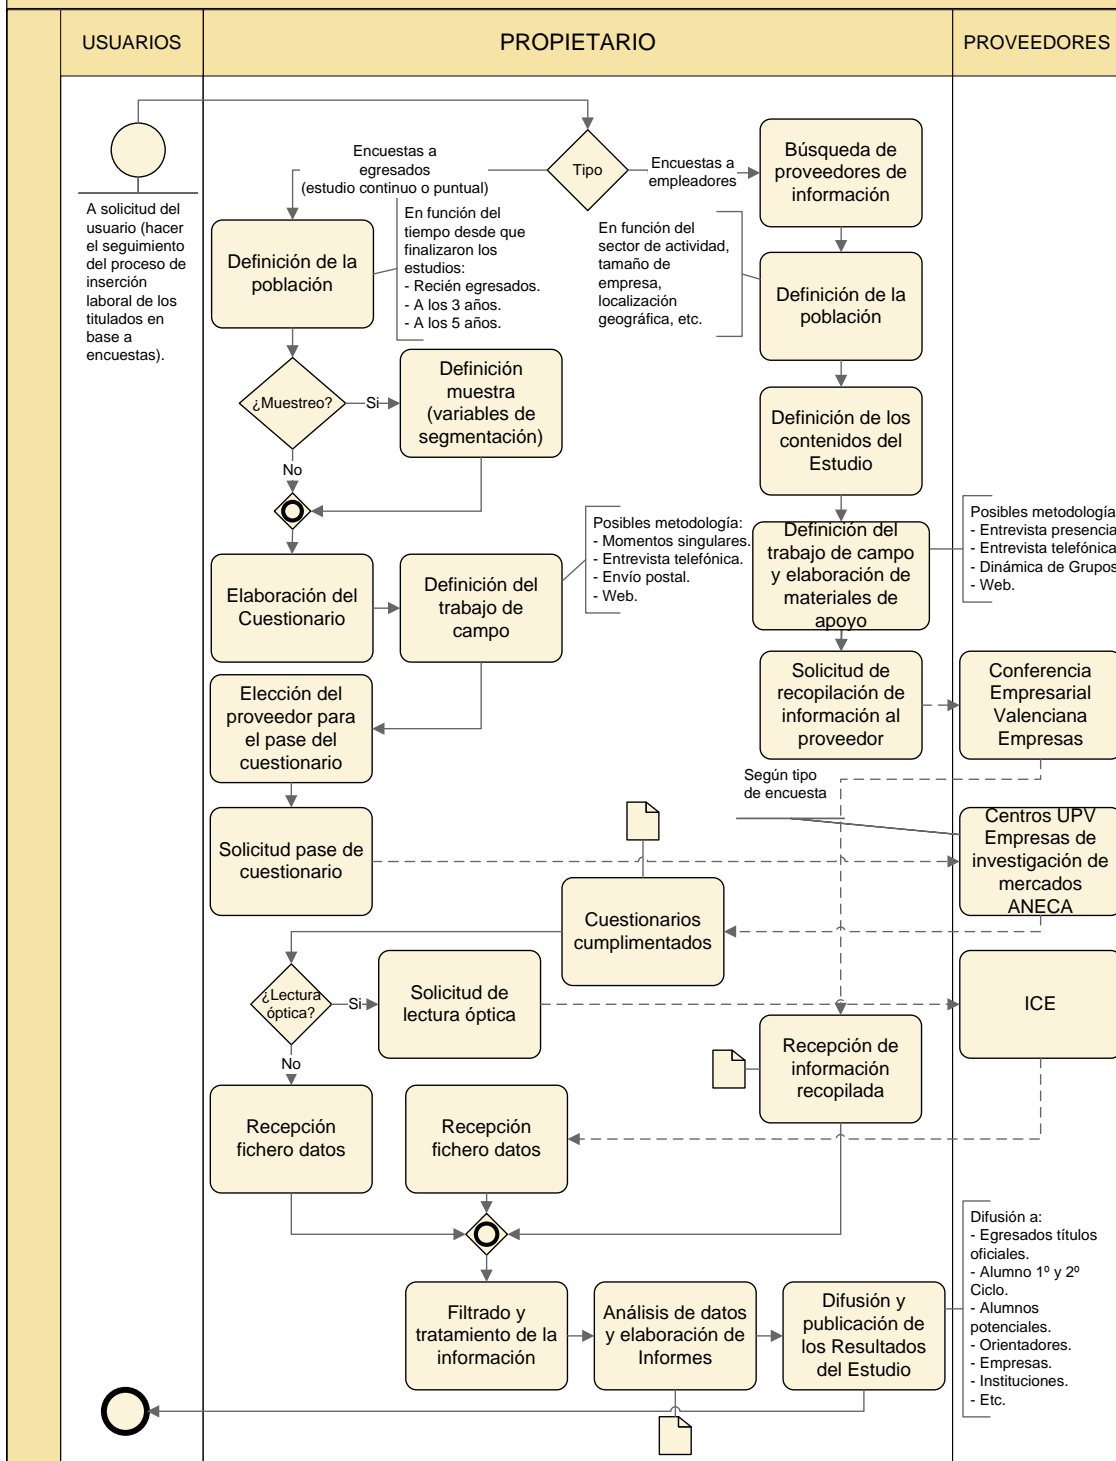 USUARIOS
PROPIETARIO
PROVEEDORES
A solicitud del
usuario (hacer
el seguimiento
del proceso de
inserción
laboral de los
titulados en
base a
encuestas).
Tipo
Encuestas a
egresados
(estudio continuo o puntual)
Encuestas a
empleadores
Búsqueda de
proveedores de
información
Definición de la
población
En función del
tiempo desde que
finalizaron los
estudios:
- Recién egresados.
- A los 3 años.
- A los 5 años.
En función del
sector de actividad,
tamaño de
empresa,
localización
geográfica, etc.
Definición de la
población
¿Muestreo?
Si
No
Definición
muestra
(variables de
segmentación)
Definición de los
contenidos del
Estudio
Elaboración del
Cuestionario
Definición del
trabajo de
campo
Posibles metodología:
- Momentos singulares.
- Entrevista telefónica.
- Envío postal.
- Web.
Definición del
trabajo de campo
y elaboración de
materiales de
apoyo
Posibles metodología
- Entrevista presencia
- Entrevista telefónica
- Dinámica de Grupos
- Web.
Elección del
proveedor para
el pase del
cuestionario
Solicitud de
recopilación de
información al
proveedor
Conferencia
Empresarial
Valenciana
Empresas
Según tipo
de encuesta
Solicitud pase de
cuestionario
Centros UPV
Empresas de
investigación de
mercados
ANECA
Cuestionarios
cumplimentados
¿Lectura
óptica?
Si
No
Solicitud de
lectura óptica
ICE
Recepción de
información
recopilada
Recepción
fichero datos
Recepción
fichero datos
Filtrado y
tratamiento de la
información
Análisis de datos
y elaboración de
Informes
Difusión y
publicación de
los Resultados
del Estudio
Difusión a:
- Egresados títulos
oficiales.
- Alumno 1º y 2º
Ciclo.
- Alumnos
potenciales.
- Orientadores.
- Empresas.
- Instituciones.
- Etc.